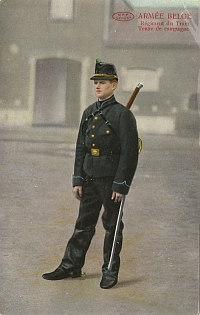 ARMÉE BELGE
Régiment du Train
Tenue de campagne